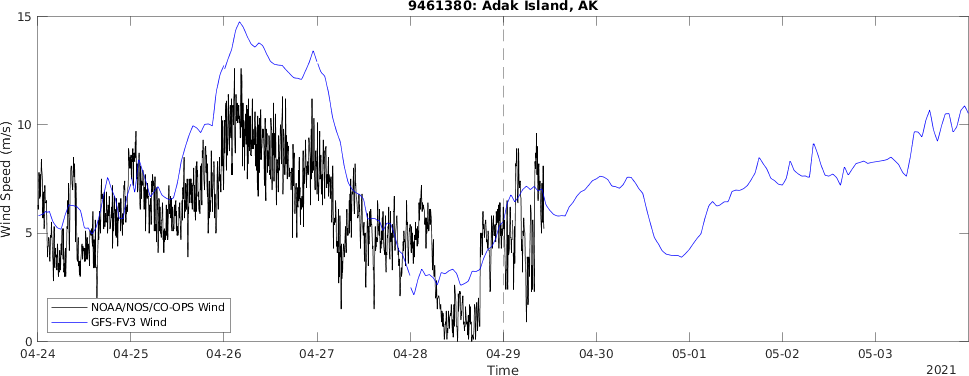 9461380: Adak Island, AK
Wind Speed (m/s)
15
10
5
0
NOAA/NOS/CO-OPS Wind
GFS-FV3 Wind
04-24 04-25 04-26 04-27 04-28 04-29 04-30 05-01 05-02 05-03
Time
2021